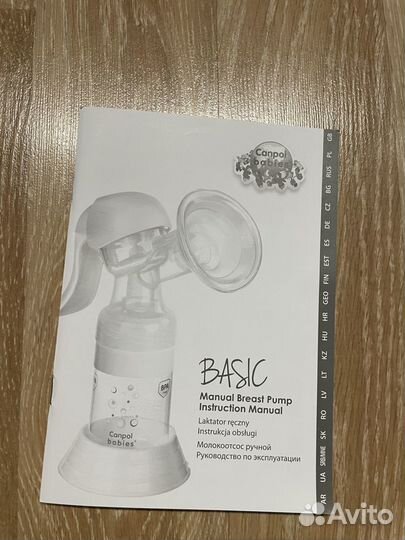 Canpol
babies
BASIC
Manual Breast Pump
Instruction Manual
Laktator ręczny
Instrukcja obsługi
Молокоотсос ручной
Руководство по эксплуатации
Canpol
babies
GB
PL
RUS
BG
CZ
DE
ES
EST
FIN
GEO
HR
HU
KZ
LT
LV
RO
SK
SRB/MNE
UA
AR
Avito